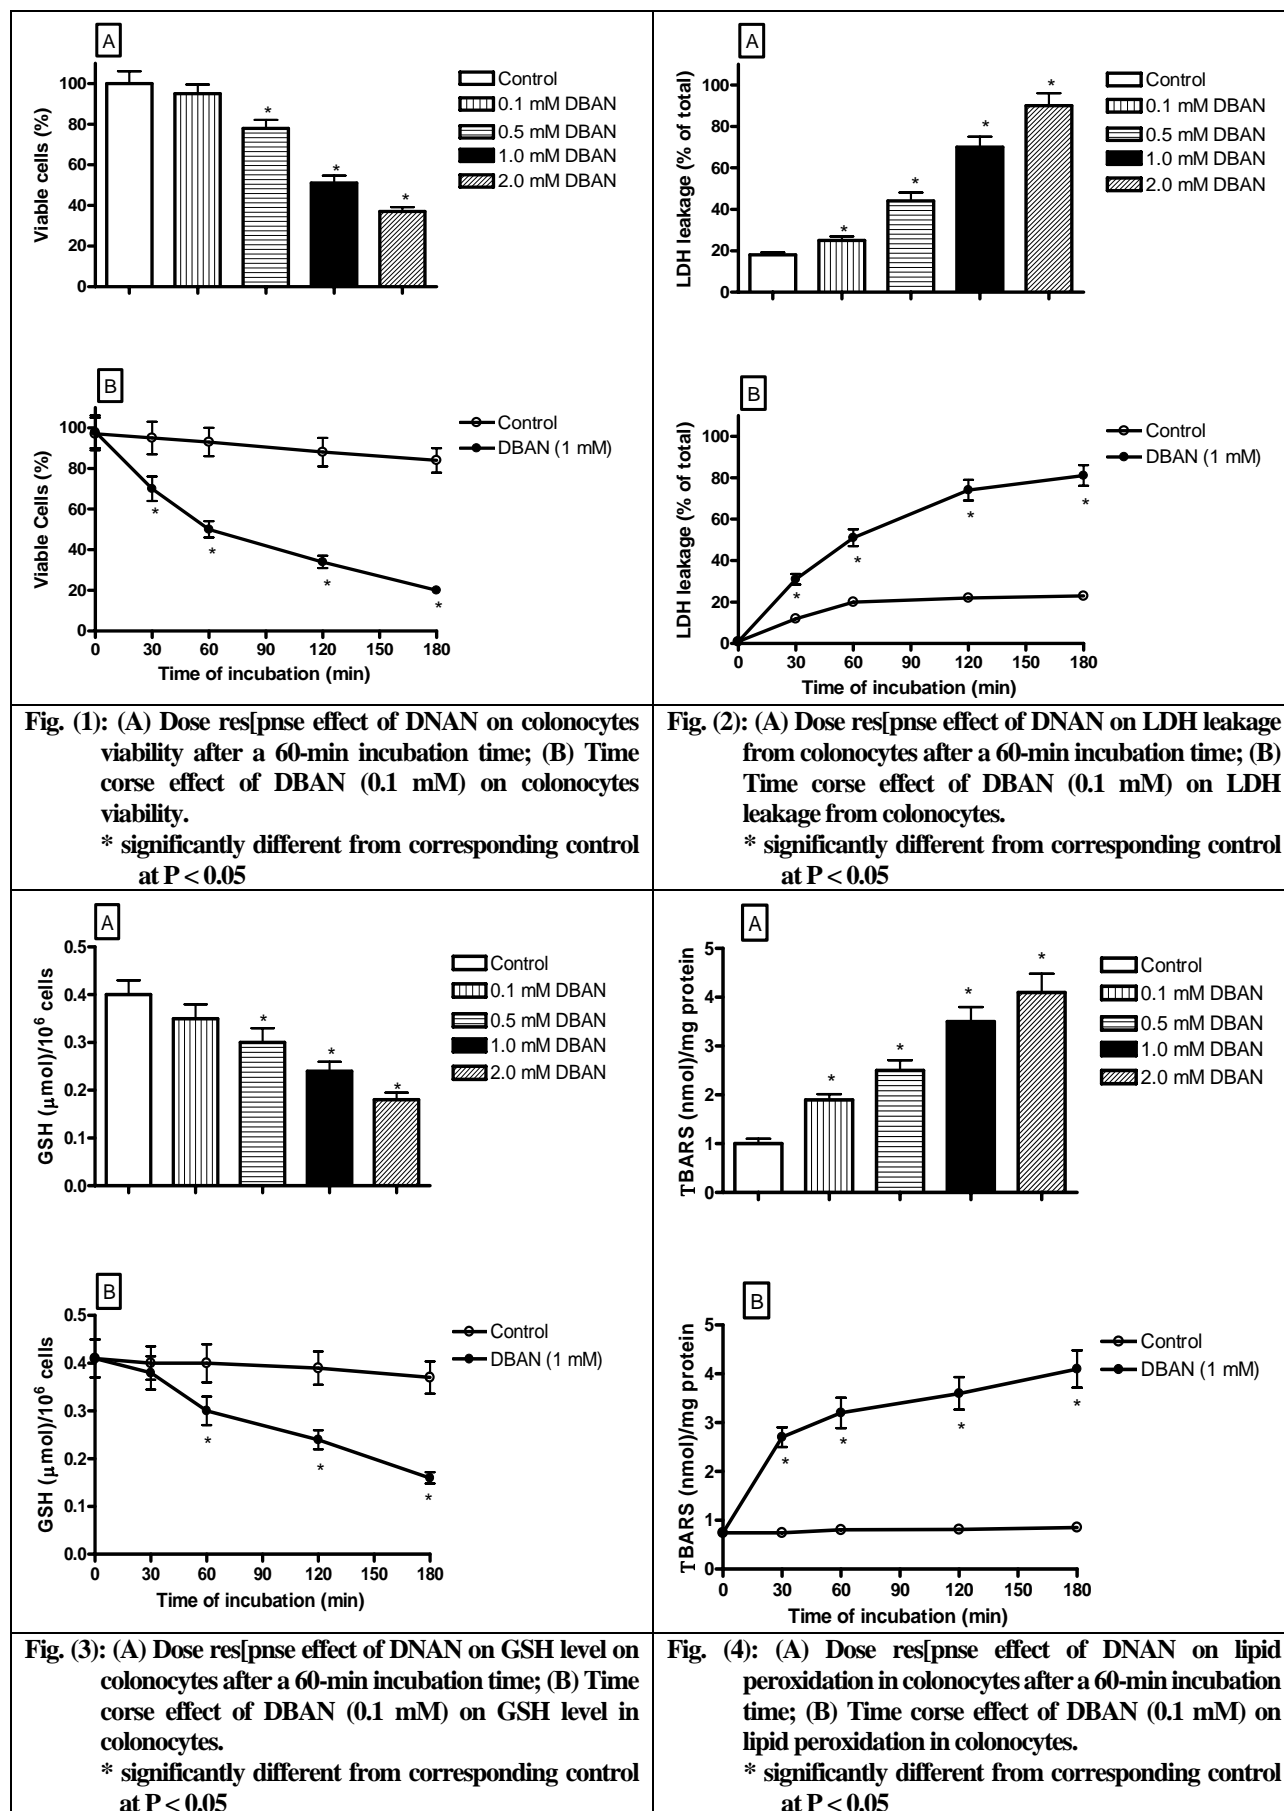 A
Viable cells (%)
100
80
60
40
20
0
*
*
*
Control
0.1 mM DBAN
0.5 mM DBAN
1.0 mM DBAN
2.0 mM DBAN
B
Viable Cells (%)
100
80
60
40
20
0
*
*
*
*
0 30 60 90 120 150 180
Time of incubation (min)
Control
DBAN (1 mM)
Fig. (1): (A) Dose res[pnse effect of DNAN on colonocytes
viability after a 60-min incubation time; (B) Time
corse effect of DBAN (0.1 mM) on colonocytes
viability.
* significantly different from corresponding control
at P < 0.05
A
LDH leakage (% of total)
100
80
60
40
20
0
*
*
*
*
Control
0.1 mM DBAN
0.5 mM DBAN
1.0 mM DBAN
2.0 mM DBAN
B
LDH leakage (% of total)
100
80
60
40
20
0
*
*
*
*
0 30 60 90 120 150 180
Time of incubation (min)
Control
DBAN (1 mM)
Fig. (2): (A) Dose res[pnse effect of DNAN on LDH leakage
from colonocytes after a 60-min incubation time; (B)
Time corse effect of DBAN (0.1 mM) on LDH
leakage from colonocytes.
* significantly different from corresponding control
at P < 0.05
A
GSH (μmol)/10⁶ cells
0.5
0.4
0.3
0.2
0.1
0.0
*
*
*
Control
0.1 mM DBAN
0.5 mM DBAN
1.0 mM DBAN
2.0 mM DBAN
B
GSH (μmol)/10⁶ cells
0.5
0.4
0.3
0.2
0.1
0.0
*
*
*
0 30 60 90 120 150 180
Time of incubation (min)
Control
DBAN (1 mM)
Fig. (3): (A) Dose res[pnse effect of DNAN on GSH level on
colonocytes after a 60-min incubation time; (B) Time
corse effect of DBAN (0.1 mM) on GSH level in
colonocytes.
* significantly different from corresponding control
at P < 0.05
A
TBARS (nmol)/mg protein
5
4
3
2
1
0
*
*
*
*
Control
0.1 mM DBAN
0.5 mM DBAN
1.0 mM DBAN
2.0 mM DBAN
B
TBARS (nmol)/mg protein
5
4
3
2
1
0
*
*
*
*
0 30 60 90 120 150 180
Time of incubation (min)
Control
DBAN (1 mM)
Fig. (4): (A) Dose res[pnse effect of DNAN on lipid
peroxidation in colonocytes after a 60-min incubation
time; (B) Time corse effect of DBAN (0.1 mM) on
lipid peroxidation in colonocytes.
* significantly different from corresponding control
at P < 0.05